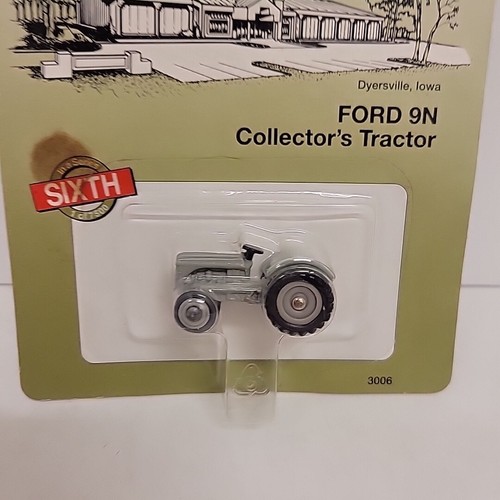 Dyersville, Iowa
FORD 9N
Collector's Tractor
SIXTH
3006